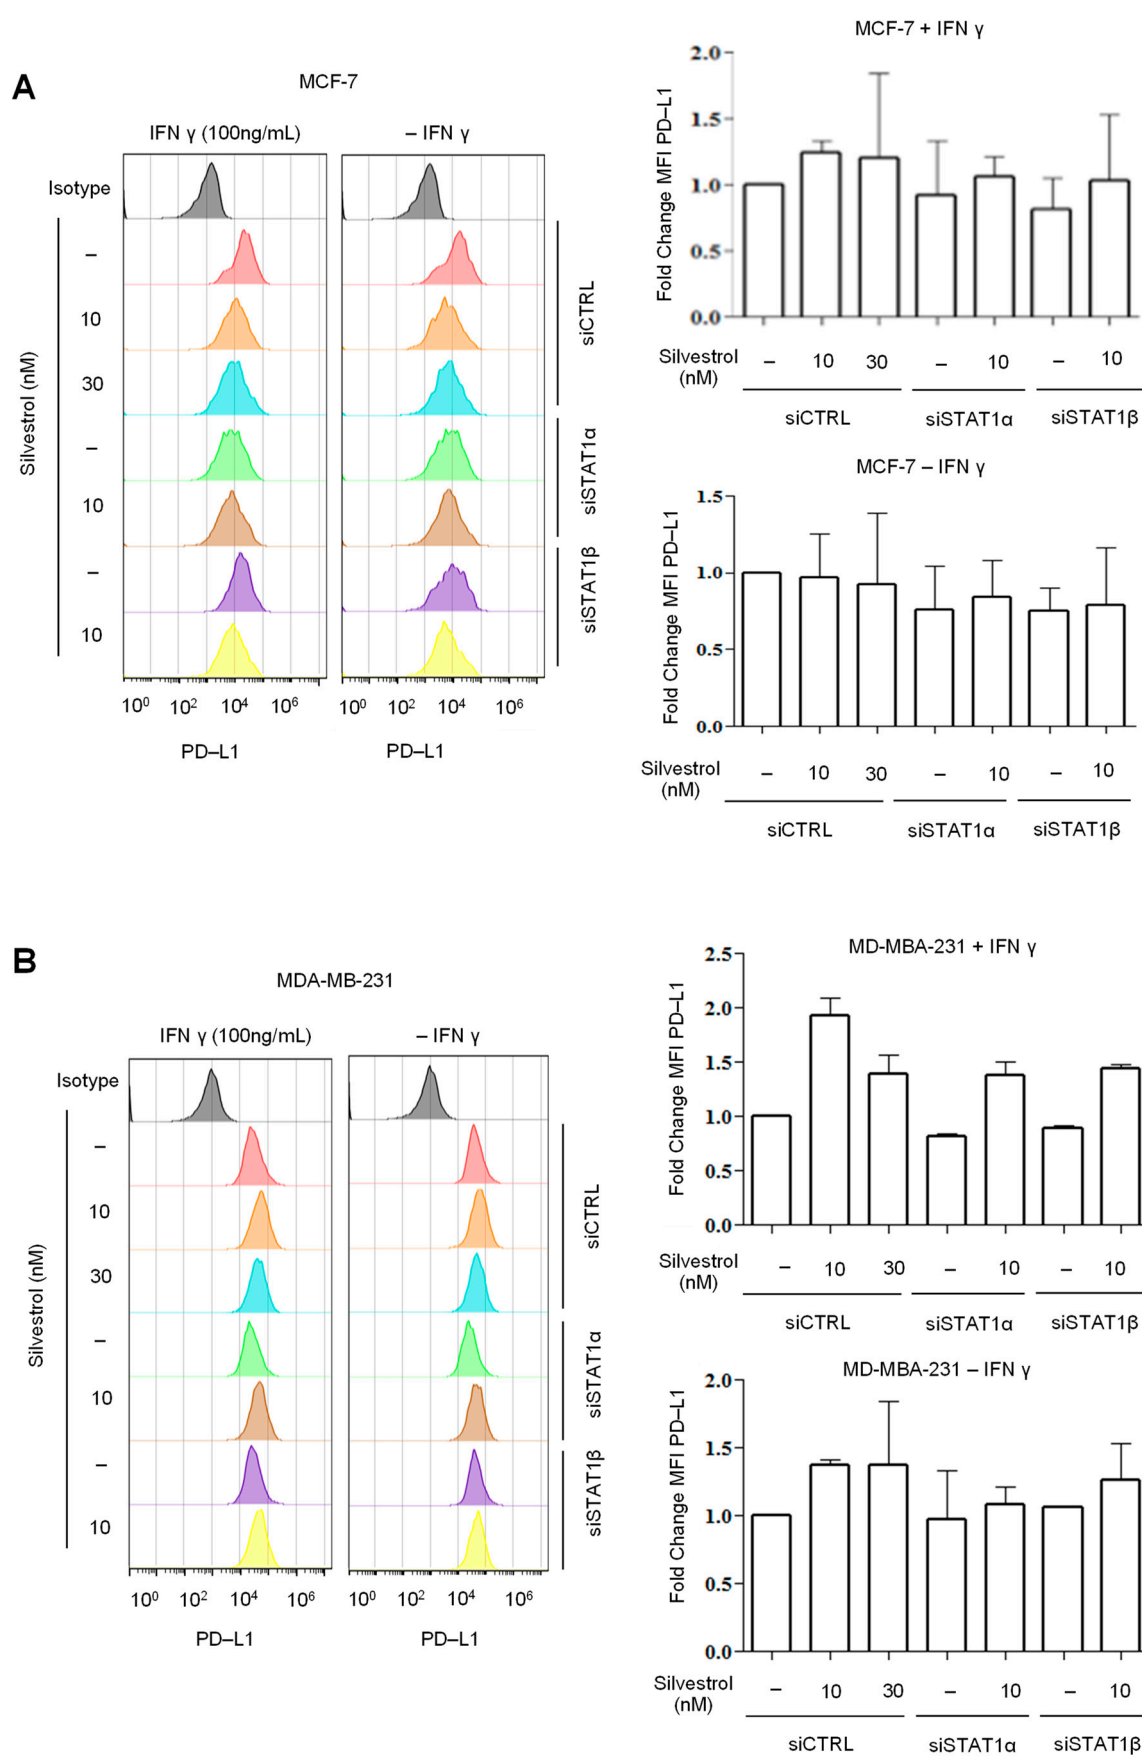 A
MCF-7
IFN γ (100ng/mL)
– IFN γ
Isotype
Silvestrol (nM)
–
10
30
–
10
–
10
siCTRL
siSTAT1α
siSTAT1β
10⁰ 10² 10⁴ 10⁶
10⁰ 10² 10⁴ 10⁶
PD–L1
PD–L1
MCF-7 + IFN γ
Fold Change MFI PD–L1
2.0
1.5
1.0
0.5
0.0
Silvestrol (nM)
– 10 30 – 10 – 10
siCTRL siSTAT1α siSTAT1β
MCF-7 – IFN γ
Fold Change MFI PD–L1
1.5
1.0
0.5
0.0
Silvestrol (nM)
– 10 30 – 10 – 10
siCTRL siSTAT1α siSTAT1β
B
MDA-MB-231
IFN γ (100ng/mL)
– IFN γ
Isotype
Silvestrol (nM)
–
10
30
–
10
–
10
siCTRL
siSTAT1α
siSTAT1β
10⁰ 10² 10⁴ 10⁶
10⁰ 10² 10⁴ 10⁶
PD–L1
PD–L1
MD-MBA-231 + IFN γ
Fold Change MFI PD–L1
2.5
2.0
1.5
1.0
0.5
0.0
Silvestrol (nM)
– 10 30 – 10 – 10
siCTRL siSTAT1α siSTAT1β
MD-MBA-231 – IFN γ
Fold Change MFI PD–L1
2.0
1.5
1.0
0.5
0.0
Silvestrol (nM)
– 10 30 – 10 – 10
siCTRL siSTAT1α siSTAT1β